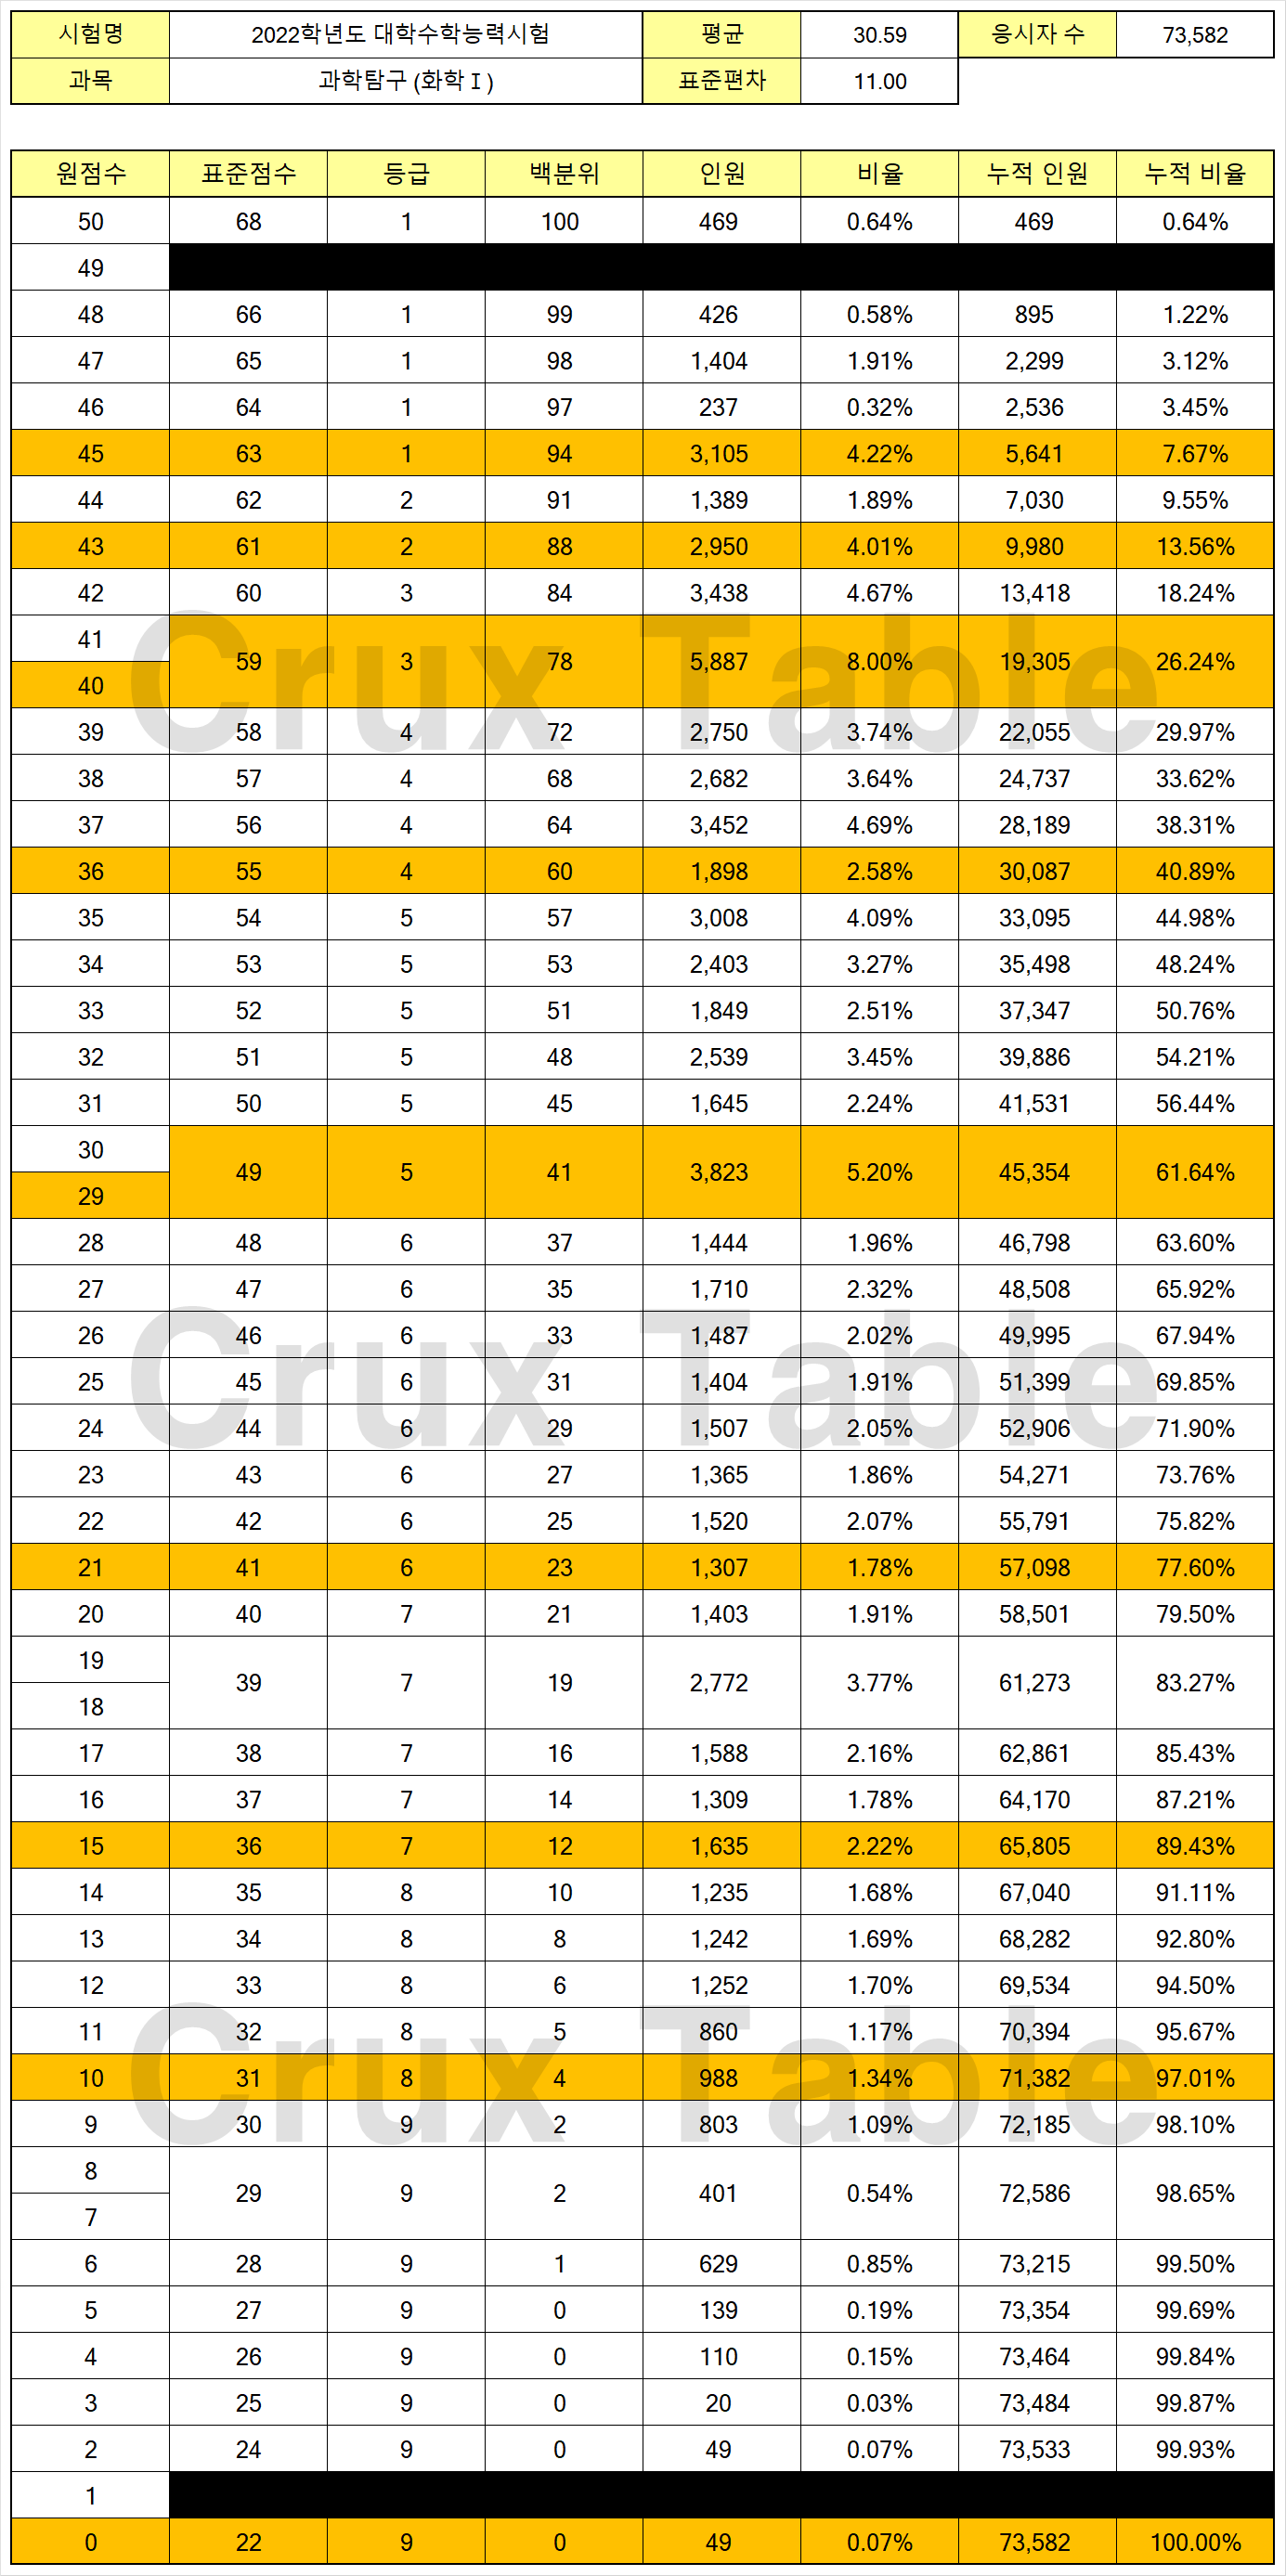 시험명 2022학년도 대학수학능력시험 평균 30.59 응시자 수 73,582
과목 과학탐구 (화학 I) 표준편차 11.00
원점수 표준점수 등급 백분위 인원 비율 누적 인원 누적 비율
50 68 1 100 469 0.64% 469 0.64%
49
48 66 1 99 426 0.58% 895 1.22%
47 65 1 98 1,404 1.91% 2,299 3.12%
46 64 1 97 237 0.32% 2,536 3.45%
45 63 1 94 3,105 4.22% 5,641 7.67%
44 62 2 91 1,389 1.89% 7,030 9.55%
43 61 2 88 2,950 4.01% 9,980 13.56%
42 60 3 84 3,438 4.67% 13,418 18.24%
Crux Table
41
59 3 78 5,887 8.00% 19,305 26.24%
40
39 58 4 72 2,750 3.74% 22,055 29.97%
38 57 4 68 2,682 3.64% 24,737 33.62%
37 56 4 64 3,452 4.69% 28,189 38.31%
36 55 4 60 1,898 2.58% 30,087 40.89%
35 54 5 57 3,008 4.09% 33,095 44.98%
34 53 5 53 2,403 3.27% 35,498 48.24%
33 52 5 51 1,849 2.51% 37,347 50.76%
32 51 5 48 2,539 3.45% 39,886 54.21%
31 50 5 45 1,645 2.24% 41,531 56.44%
30
49 5 41 3,823 5.20% 45,354 61.64%
29
28 48 6 37 1,444 1.96% 46,798 63.60%
27 47 6 35 1,710 2.32% 48,508 65.92%
Crux Table
26 46 6 33 1,487 2.02% 49,995 67.94%
25 45 6 31 1,404 1.91% 51,399 69.85%
24 44 6 29 1,507 2.05% 52,906 71.90%
23 43 6 27 1,365 1.86% 54,271 73.76%
22 42 6 25 1,520 2.07% 55,791 75.82%
21 41 6 23 1,307 1.78% 57,098 77.60%
20 40 7 21 1,403 1.91% 58,501 79.50%
19
39 7 19 2,772 3.77% 61,273 83.27%
18
17 38 7 16 1,588 2.16% 62,861 85.43%
16 37 7 14 1,309 1.78% 64,170 87.21%
15 36 7 12 1,635 2.22% 65,805 89.43%
14 35 8 10 1,235 1.68% 67,040 91.11%
13 34 8 8 1,242 1.69% 68,282 92.80%
12 33 8 6 1,252 1.70% 69,534 94.50%
Crux Table
11 32 8 5 860 1.17% 70,394 95.67%
10 31 8 4 988 1.34% 71,382 97.01%
9 30 9 2 803 1.09% 72,185 98.10%
8
29 9 2 401 0.54% 72,586 98.65%
7
6 28 9 1 629 0.85% 73,215 99.50%
5 27 9 0 139 0.19% 73,354 99.69%
4 26 9 0 110 0.15% 73,464 99.84%
3 25 9 0 20 0.03% 73,484 99.87%
2 24 9 0 49 0.07% 73,533 99.93%
1
0 22 9 0 49 0.07% 73,582 100.00%